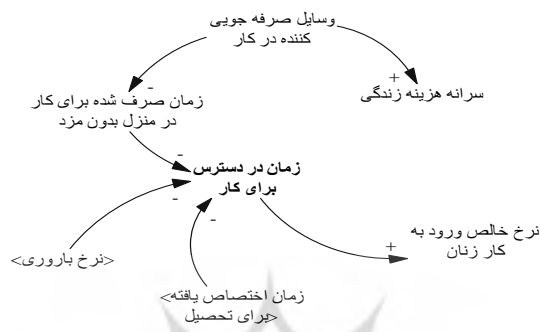 وسایل صرفه جویی
کننده در کار
-
+
زمان صرف شده برای کار
در منزل بدون مزد
سرانه هزینه زندگی
-
زمان در دسترس
برای کار
-
-
نرخ خالص ورود به
کار زنان
+
<نرخ باروری>
زمان اختصاص یافته>
<برای تحصیل